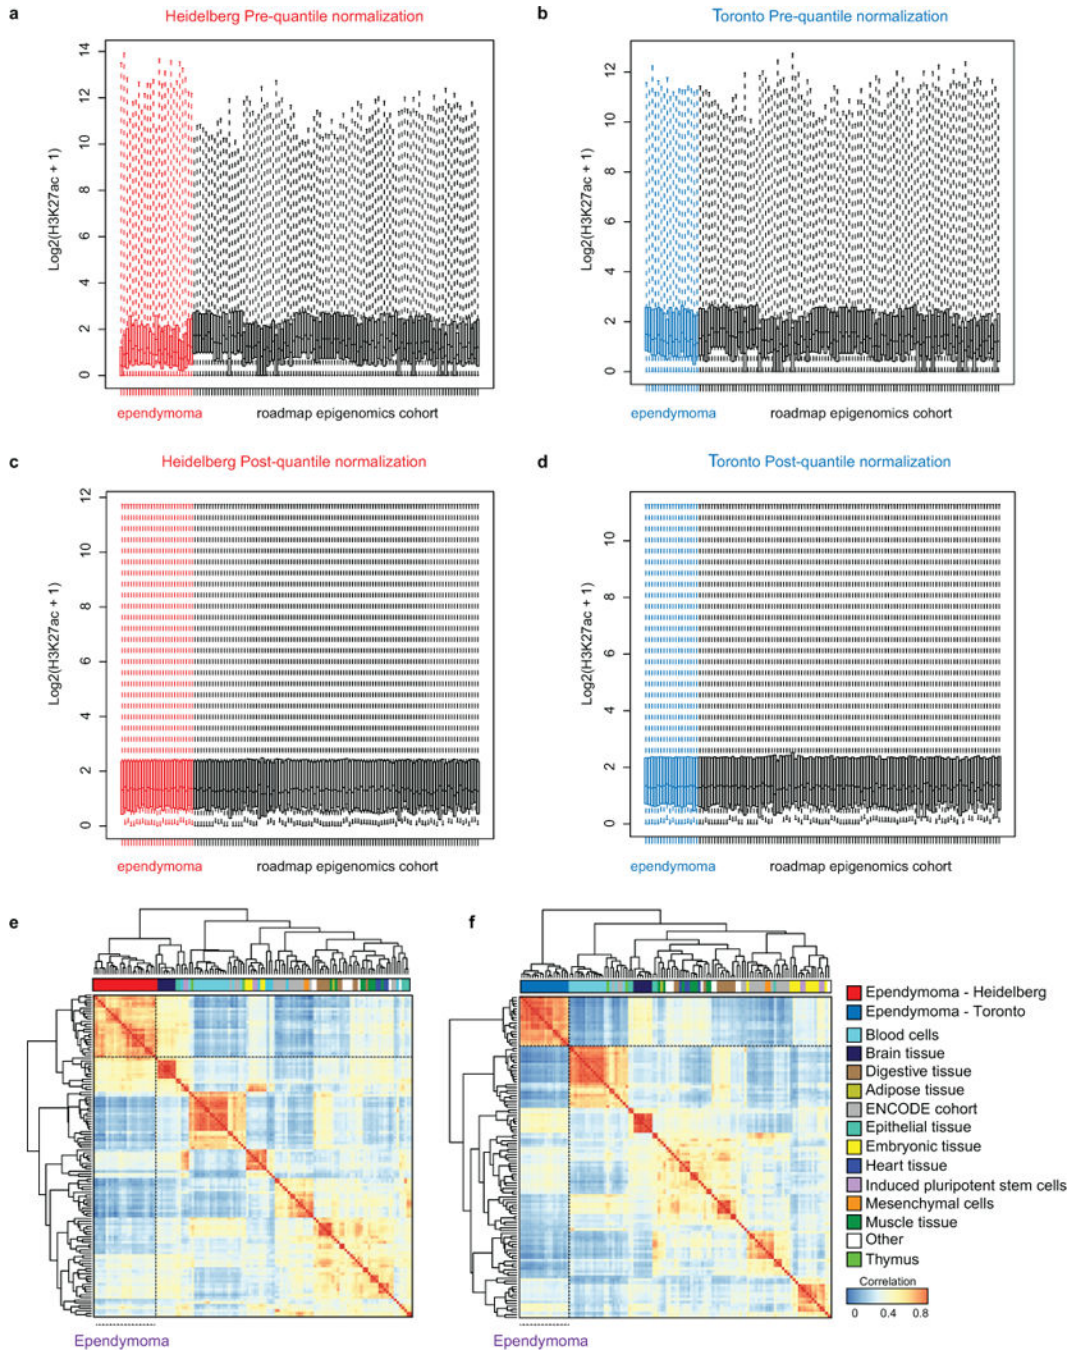 a
Heidelberg Pre-quantile normalization
Log2(H3K27ac + 1)
14
12
10
8
6
4
2
0
ependymoma
roadmap epigenomics cohort
b
Toronto Pre-quantile normalization
Log2(H3K27ac + 1)
12
10
8
6
4
2
0
ependymoma
roadmap epigenomics cohort
c
Heidelberg Post-quantile normalization
Log2(H3K27ac + 1)
12
10
8
6
4
2
0
ependymoma
roadmap epigenomics cohort
d
Toronto Post-quantile normalization
Log2(H3K27ac + 1)
10
8
6
4
2
0
ependymoma
roadmap epigenomics cohort
e
Ependymoma
f
Ependymoma
Ependymoma - Heidelberg
Ependymoma - Toronto
Blood cells
Brain tissue
Digestive tissue
Adipose tissue
ENCODE cohort
Epithelial tissue
Embryonic tissue
Heart tissue
Induced pluripotent stem cells
Mesenchymal cells
Muscle tissue
Other
Thymus
Correlation
0 0.4 0.8